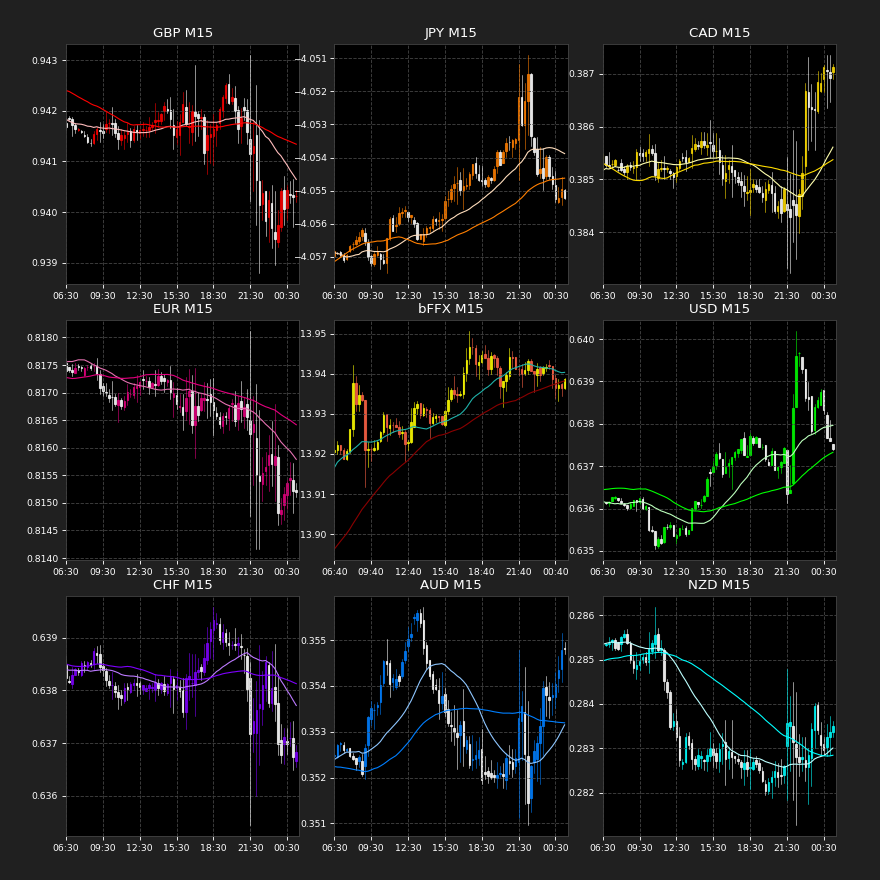 GBP M15
0.943
0.942
0.941
0.940
0.939
06:30 09:30 12:30 15:30 18:30 21:30 00:30
JPY M15
−4.051
−4.052
−4.053
−4.054
−4.055
−4.056
−4.057
06:30 09:30 12:30 15:30 18:30 21:30 00:30
CAD M15
0.387
0.386
0.385
0.384
06:30 09:30 12:30 15:30 18:30 21:30 00:30
EUR M15
0.8180
0.8175
0.8170
0.8165
0.8160
0.8155
0.8150
0.8145
0.8140
06:30 09:30 12:30 15:30 18:30 21:30 00:30
bFFX M15
13.95
13.94
13.93
13.92
13.91
13.90
06:40 09:40 12:40 15:40 18:40 21:40 00:40
USD M15
0.640
0.639
0.638
0.637
0.636
0.635
06:30 09:30 12:30 15:30 18:30 21:30 00:30
CHF M15
0.639
0.638
0.637
0.636
06:30 09:30 12:30 15:30 18:30 21:30 00:30
AUD M15
0.355
0.354
0.353
0.352
0.351
06:30 09:30 12:30 15:30 18:30 21:30 00:30
NZD M15
0.286
0.285
0.284
0.283
0.282
06:30 09:30 12:30 15:30 18:30 21:30 00:30